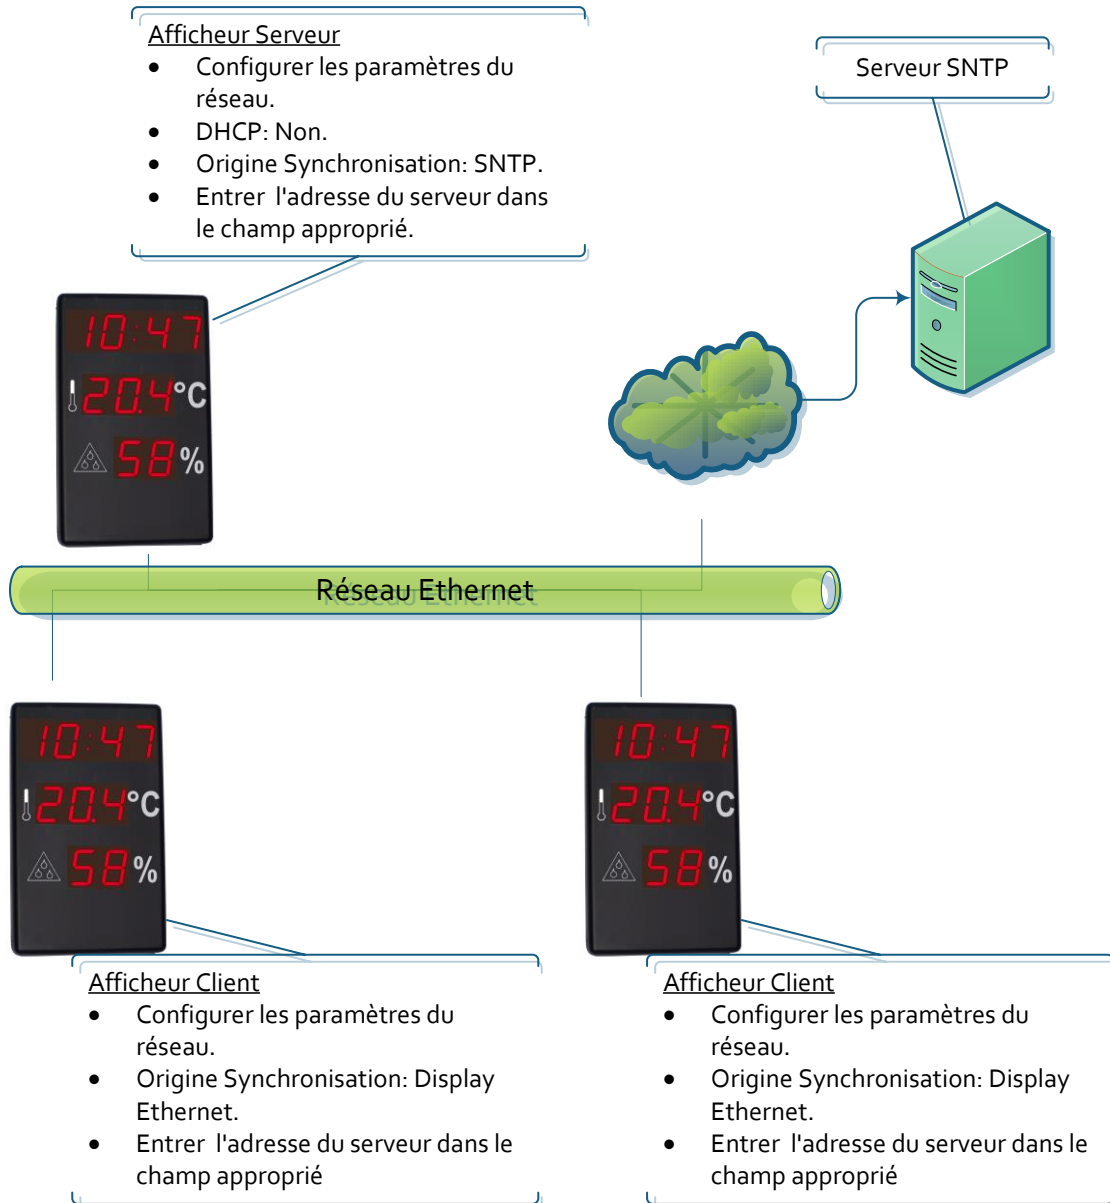 Afficheur Serveur
• Configurer les paramètres du
réseau.
• DHCP: Non.
• Origine Synchronisation: SNTP.
• Entrer l'adresse du serveur dans
le champ approprié.
Serveur SNTP
10:47
20.4°C
58%
Réseau Ethernet
10:47
20.4°C
58%
10:47
20.4°C
58%
Afficheur Client
• Configurer les paramètres du
réseau.
• Origine Synchronisation: Display
Ethernet.
• Entrer l'adresse du serveur dans le
champ approprié
Afficheur Client
• Configurer les paramètres du
réseau.
• Origine Synchronisation: Display
Ethernet.
• Entrer l'adresse du serveur dans le
champ approprié